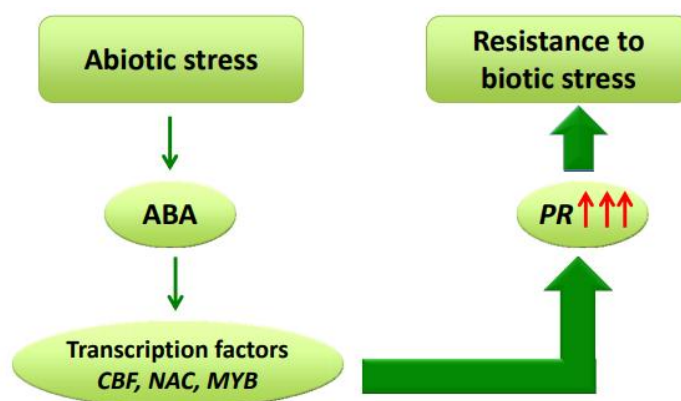 Abiotic stress
ABA
Transcription factors
CBF, NAC, MYB
PR
Resistance to
biotic stress